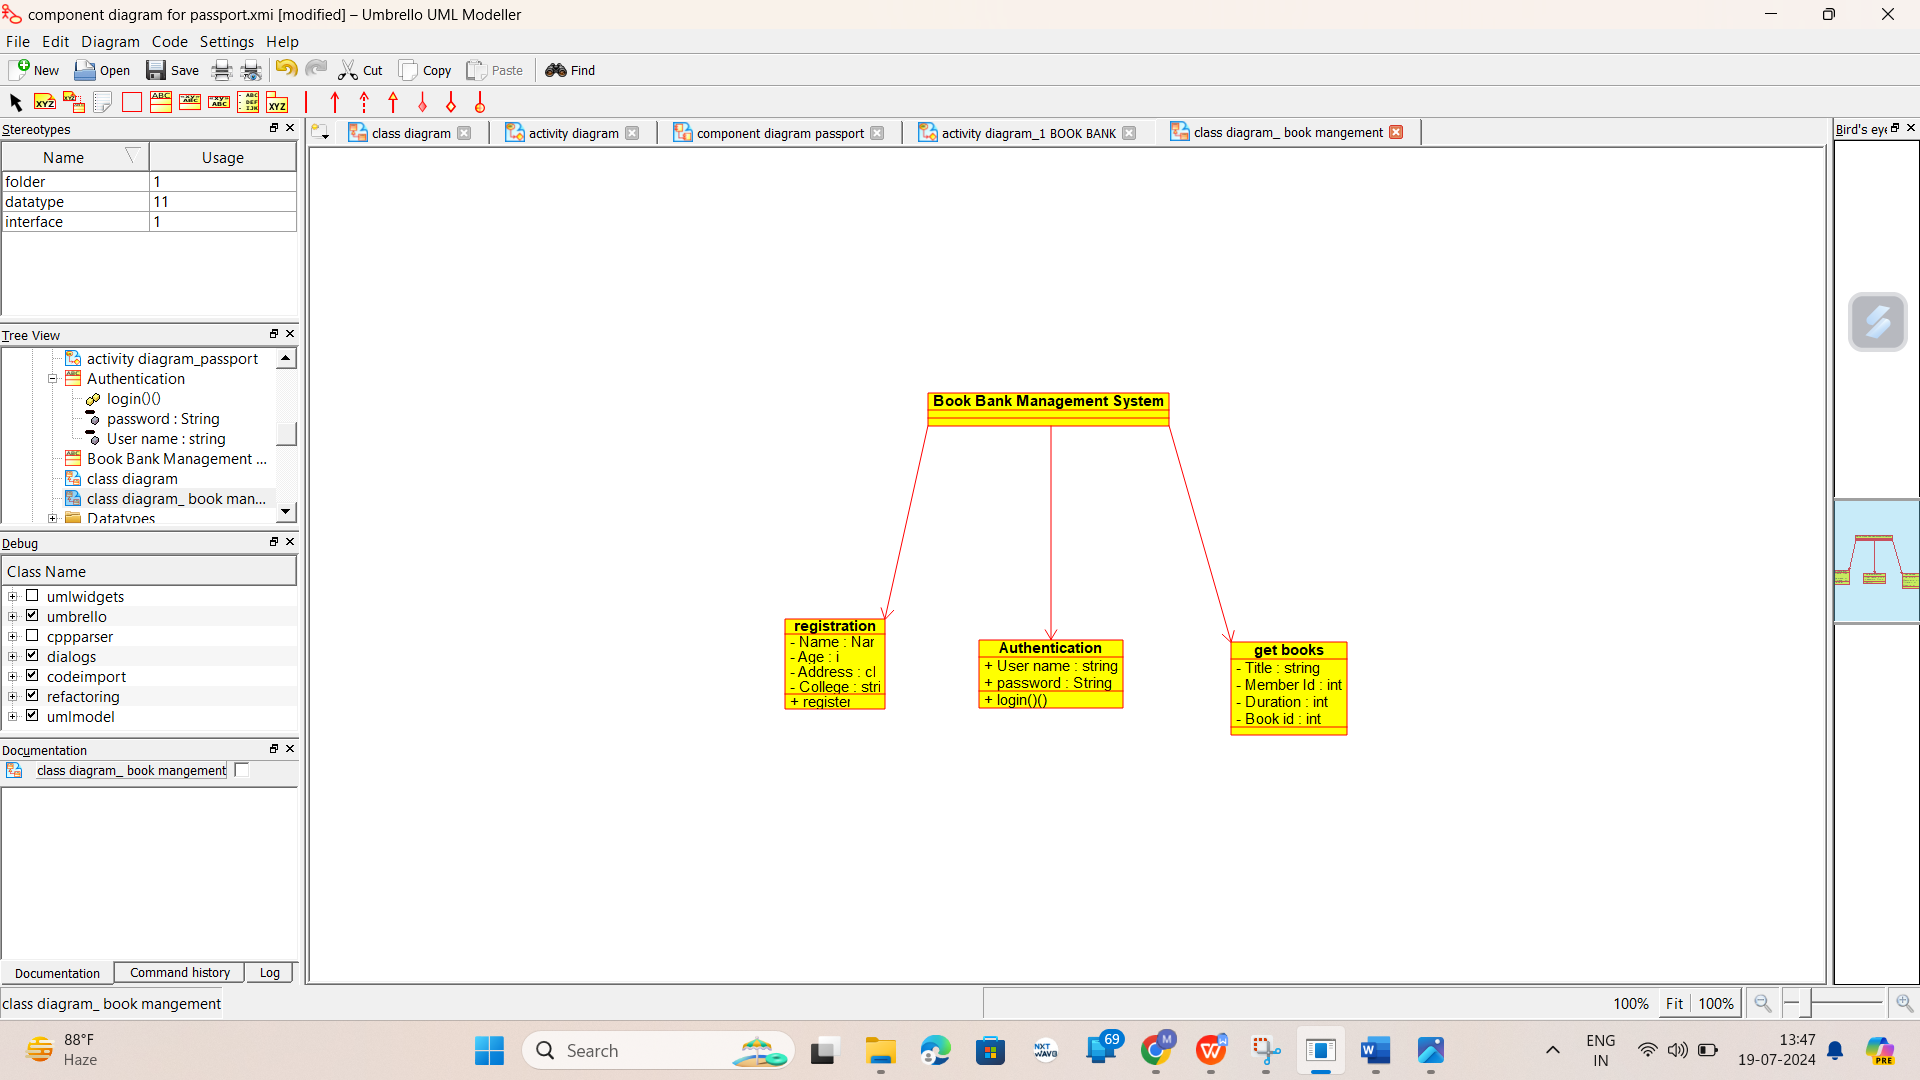 component diagram for passport.xmi [modified] – Umbrello UML Modeller
File Edit Diagram Code Settings Help
New Open Save Cut Copy Paste Find
Stereotypes
Name Usage
folder 1
datatype 11
interface 1
Tree View
activity diagram_passport
Authentication
login()()
password : String
User name : string
Book Bank Management ...
class diagram
class diagram_ book man...
Datatypes
Debug
Class Name
umlwidgets
umbrello
cppparser
dialogs
codeimport
refactoring
umlmodel
Documentation
class diagram_ book mangement
Documentation Command history Log
class diagram_ book mangement
class diagram activity diagram component diagram passport activity diagram_1 BOOK BANK class diagram_ book mangement
Book Bank Management System
registration
- Name : Nar
- Age : i
- Address : cl
- College : stri
+ register
Authentication
+ User name : string
+ password : String
+ login()()
get books
- Title : string
- Member Id : int
- Duration : int
- Book id : int
Bird's eye
100% Fit 100%
88°F
Haze
Search
NXT
WAVE
69
M
W
ENG
IN
13:47
19-07-2024
PRE